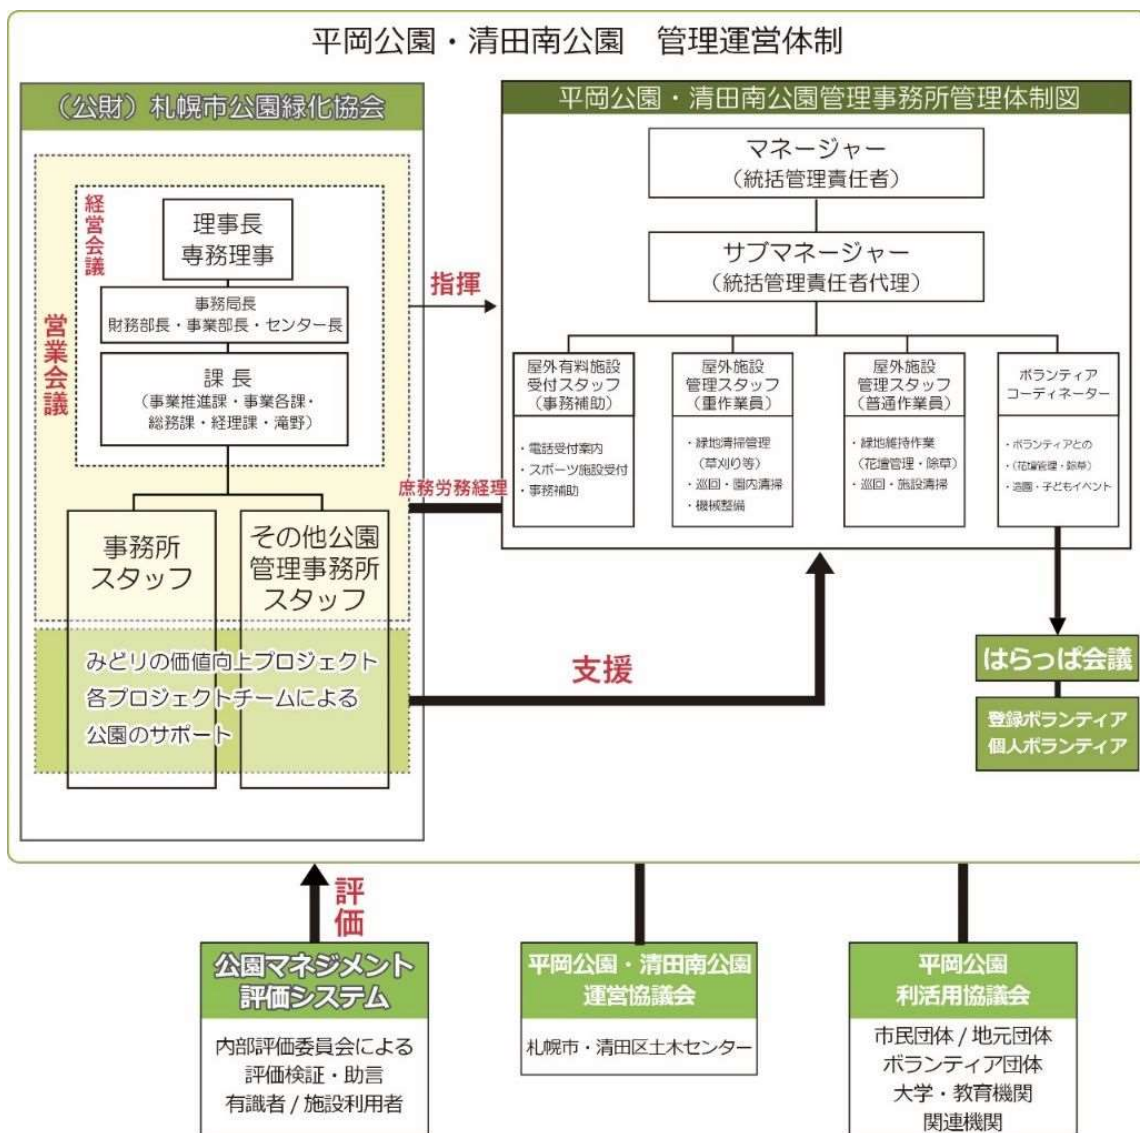 平岡公園・清田南公園 管理運営体制
(公財)札幌市公園緑化協会
経営会議
営業会議
理事長
専務理事
事務局長
財務部長・事業部長・センター長
課長
(事業推進課・事業各課・
総務課・経理課・滝野)
事務所
スタッフ
その他公園
管理事務所
スタッフ
みどりの価値向上プロジェクト
各プロジェクトチームによる
公園のサポート
指揮
庶務労務経理
支援
平岡公園・清田南公園管理事務所管理体制図
マネージャー
(統括管理責任者)
サブマネージャー
(統括管理責任者代理)
屋外有料施設
受付スタッフ
(事務補助)
・電話受付案内
・スポーツ施設受付
・事務補助
屋外施設
管理スタッフ
(重作業員)
・緑地清掃管理
(草刈り等)
・巡回・園内清掃
・機械整備
屋外施設
管理スタッフ
(普通作業員)
・緑地維持作業
(花壇管理・除草)
・巡回・施設清掃
ボランティア
コーディネーター
・ボランティアとの
・(花壇管理・除草)
・造園・子どもイベント
はらっぱ会議
登録ボランティア
個人ボランティア
評価
公園マネジメント
評価システム
内部評価委員会による
評価検証・助言
有識者 / 施設利用者
平岡公園・清田南公園
運営協議会
札幌市・清田区土木センター
平岡公園
利活用協議会
市民団体 / 地元団体
ボランティア団体
大学・教育機関
関連機関